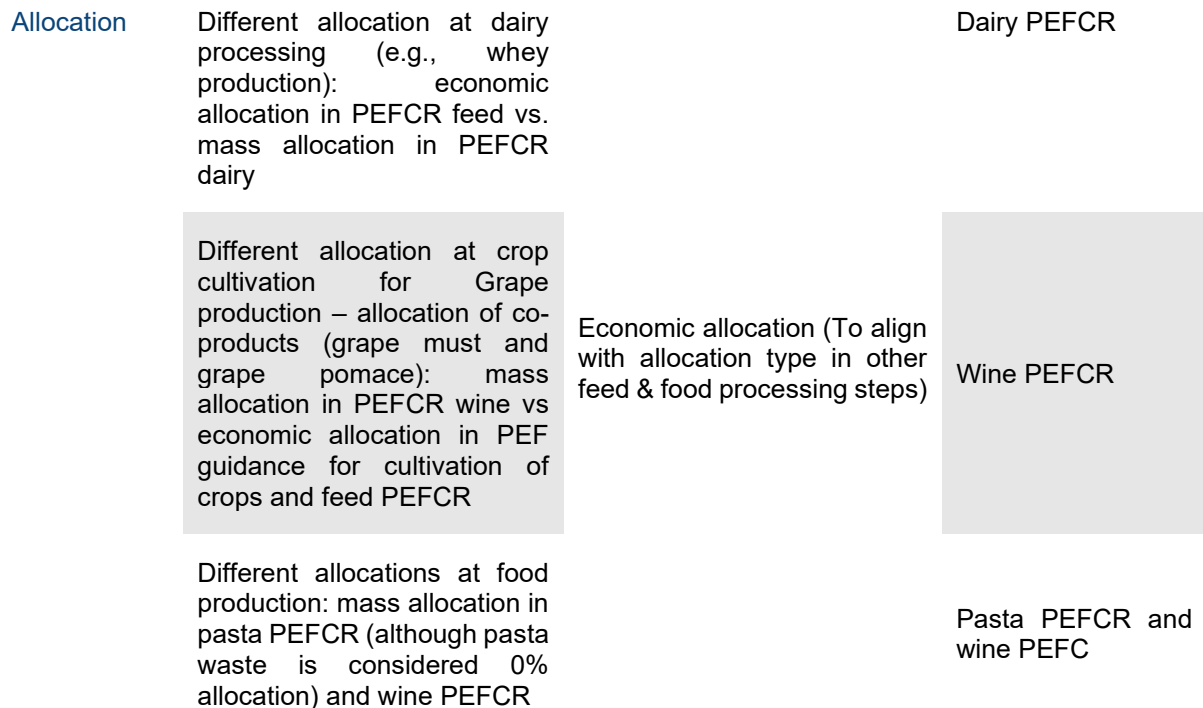 Allocation
Different allocation at dairy
processing (e.g., whey
production): economic
allocation in PEFCR feed vs.
mass allocation in PEFCR
dairy
Dairy PEFCR
Different allocation at crop
cultivation for Grape
production – allocation of co-
products (grape must and
grape pomace): mass
allocation in PEFCR wine vs
economic allocation in PEF
guidance for cultivation of
crops and feed PEFCR
Economic allocation (To align
with allocation type in other
feed & food processing steps)
Wine PEFCR
Different allocations at food
production: mass allocation in
pasta PEFCR (although pasta
waste is considered 0%
allocation) and wine PEFCR
Pasta PEFCR and
wine PEFC